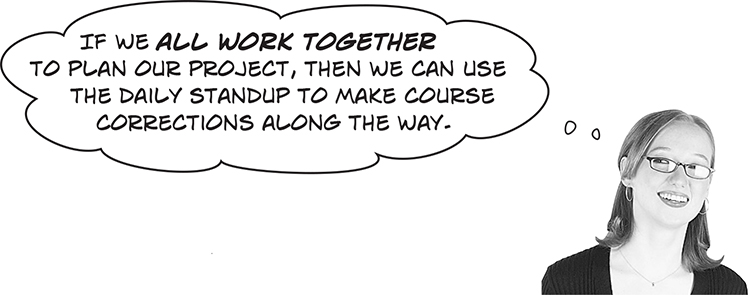 IF WE ALL WORK TOGETHER
TO PLAN OUR PROJECT, THEN WE CAN USE
THE DAILY STANDUP TO MAKE COURSE
CORRECTIONS ALONG THE WAY.